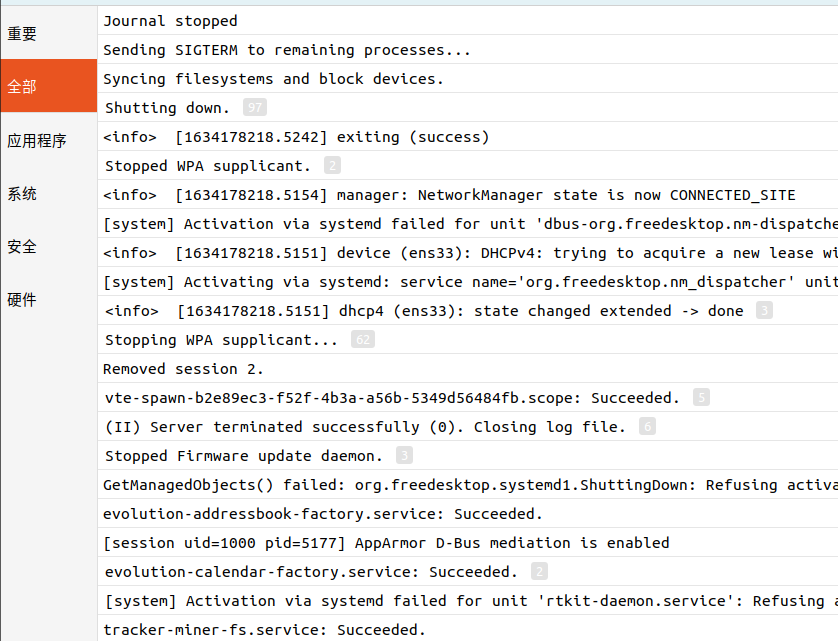 重要
全部
应用程序
系统
安全
硬件
Journal stopped
Sending SIGTERM to remaining processes...
Syncing filesystems and block devices.
Shutting down. 97
<info>  [1634178218.5242] exiting (success)
Stopped WPA supplicant. 2
<info>  [1634178218.5154] manager: NetworkManager state is now CONNECTED_SITE
[system] Activation via systemd failed for unit 'dbus-org.freedesktop.nm-dispatche
<info>  [1634178218.5151] device (ens33): DHCPv4: trying to acquire a new lease wi
[system] Activating via systemd: service name='org.freedesktop.nm_dispatcher' unit
<info>  [1634178218.5151] dhcp4 (ens33): state changed extended -> done 3
Stopping WPA supplicant... 62
Removed session 2.
vte-spawn-b2e89ec3-f52f-4b3a-a56b-5349d56484fb.scope: Succeeded. 5
(II) Server terminated successfully (0). Closing log file. 6
Stopped Firmware update daemon. 3
GetManagedObjects() failed: org.freedesktop.systemd1.ShuttingDown: Refusing activa
evolution-addressbook-factory.service: Succeeded.
[session uid=1000 pid=5177] AppArmor D-Bus mediation is enabled
evolution-calendar-factory.service: Succeeded. 2
[system] Activation via systemd failed for unit 'rtkit-daemon.service': Refusing a
tracker-miner-fs.service: Succeeded.